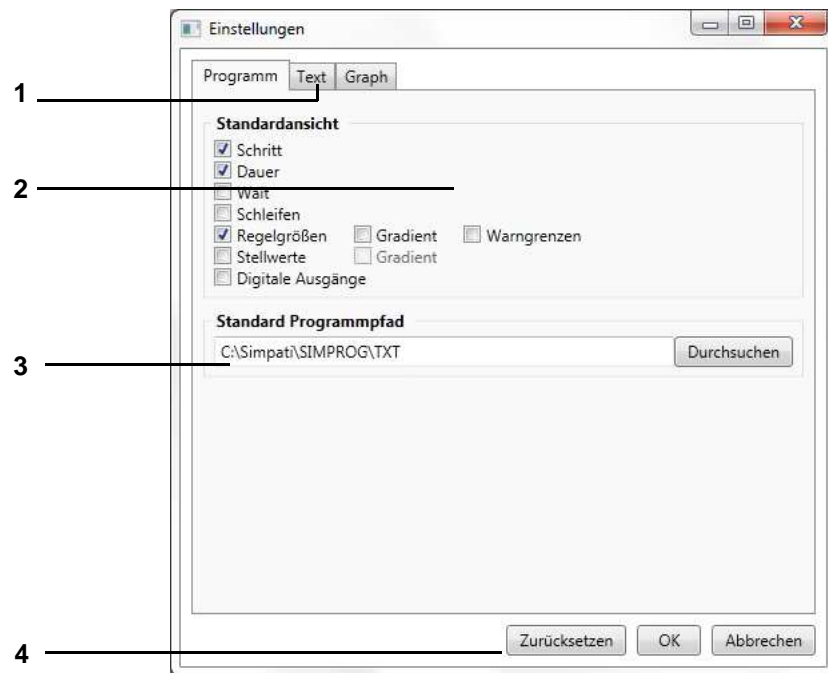 Einstellungen
Programm Text Graph
1
Standardansicht
Schritt
Dauer
2
Wait
Schleifen
Regelgrößen Gradient Warngrenzen
Stellwerte Gradient
Digitale Ausgänge
Standard Programmpfad
3
C:\Simpati\SIMPROG\TXT Durchsuchen
4
Zurücksetzen OK Abbrechen